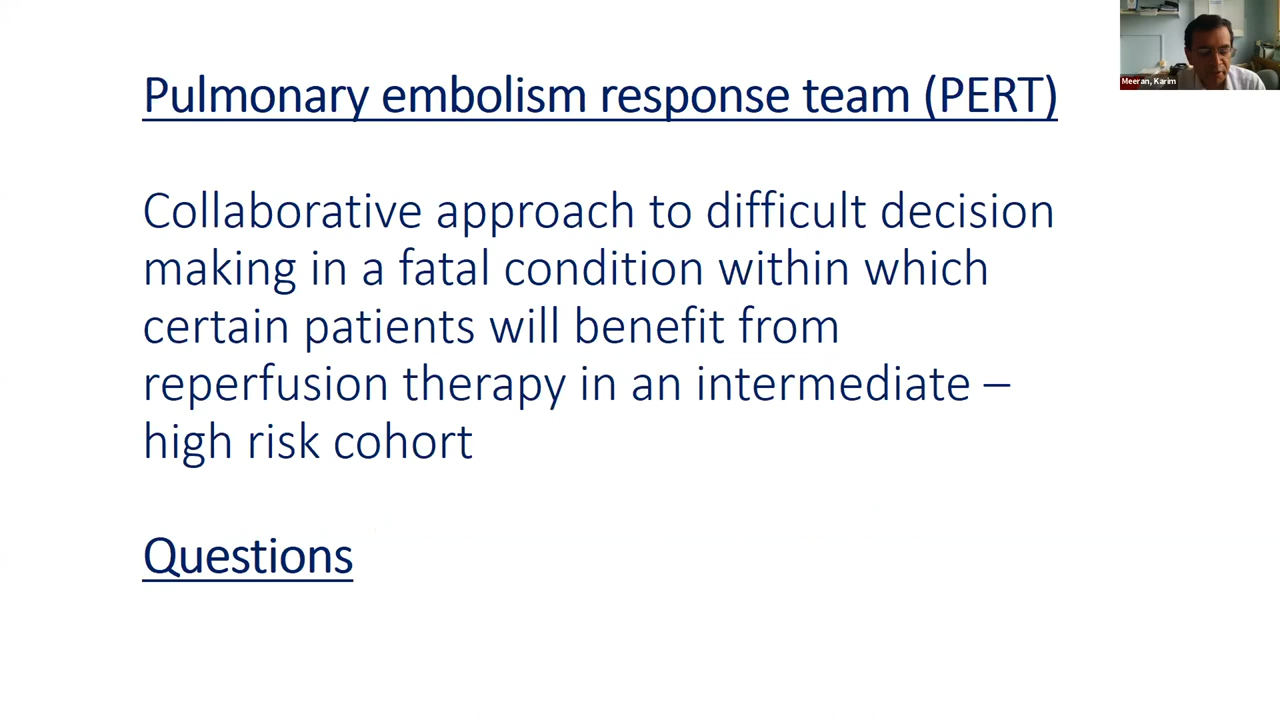 Pulmonary embolism response team (PERT)
Meeran, Karim
Collaborative approach to difficult decision
making in a fatal condition within which
certain patients will benefit from
reperfusion therapy in an intermediate –
high risk cohort
Questions